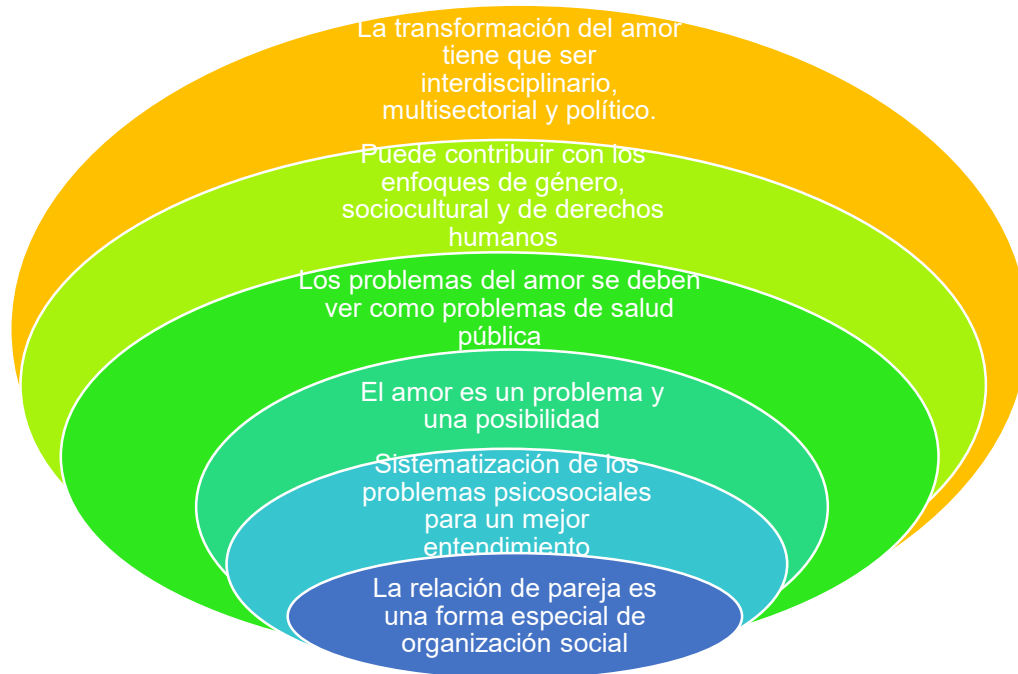 La transformación del amor
tiene que ser
interdisciplinario,
multisectorial y político.
Puede contribuir con los
enfoques de género,
sociocultural y de derechos
humanos
Los problemas del amor se deben
ver como problemas de salud
pública
El amor es un problema y
una posibilidad
Sistematización de los
problemas psicosociales
para un mejor
entendimiento
La relación de pareja es
una forma especial de
organización social